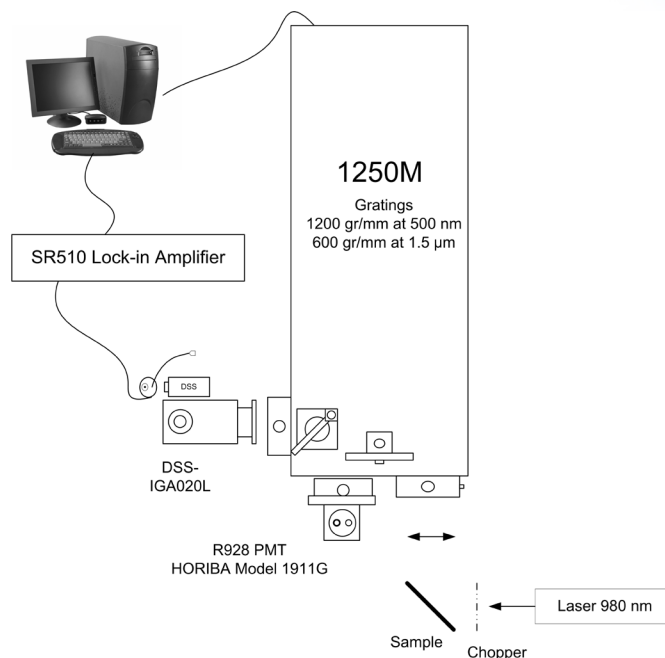 1250M
Gratings
1200 gr/mm at 500 nm
600 gr/mm at 1.5 µm
SR510 Lock-in Amplifier
DSS
DSS-
IGA020L
R928 PMT
HORIBA Model 1911G
Laser 980 nm
Sample
Chopper